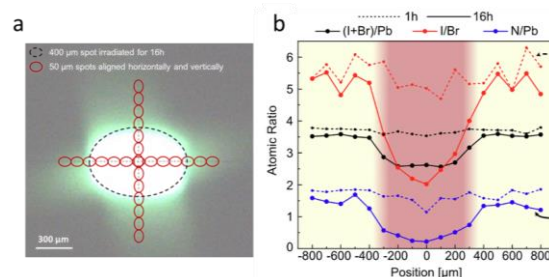 a
400 μm spot irradiated for 16h
50 μm spots aligned horizontally and vertically
300 μm
b
1h 16h
(I+Br)/Pb I/Br N/Pb
Atomic Ratio
6
5
4
3
2
1
0
-800 -600 -400 -200 0 200 400 600 800
Position [μm]